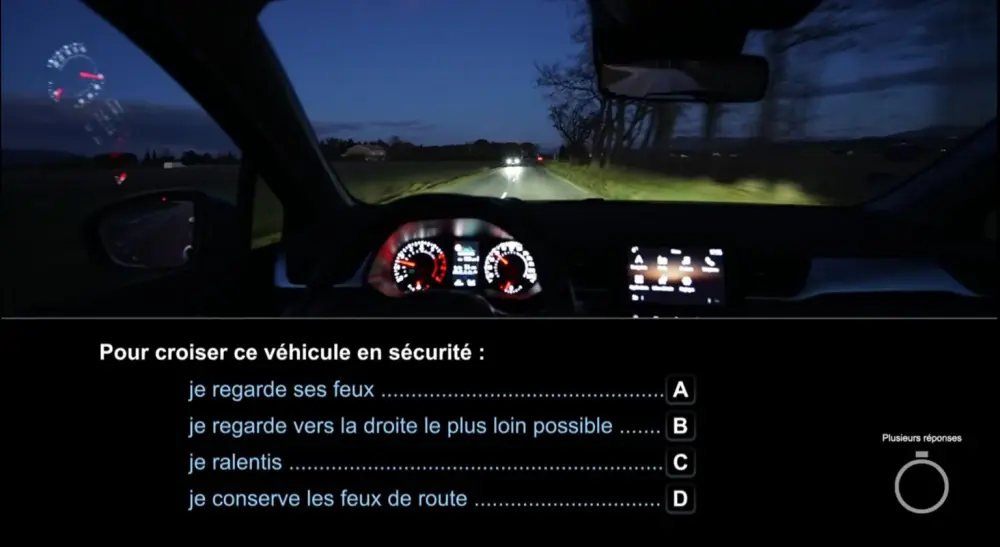 Pour croiser ce véhicule en sécurité :
je regarde ses feux ............................................... A
je regarde vers la droite le plus loin possible ....... B
je ralentis .............................................................. C
je conserve les feux de route ............................... D
Plusieurs réponses